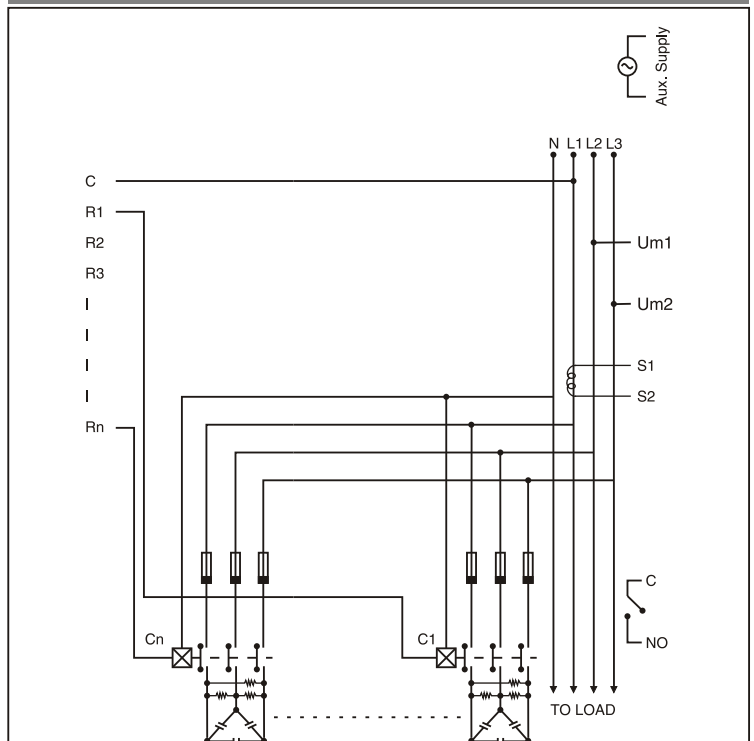 Aux. Supply
N L1 L2 L3
C
R1
R2
Um1
R3
Um2
I
I
I
S1
I
S2
Rn
C
Cn
C1
NO
TO LOAD